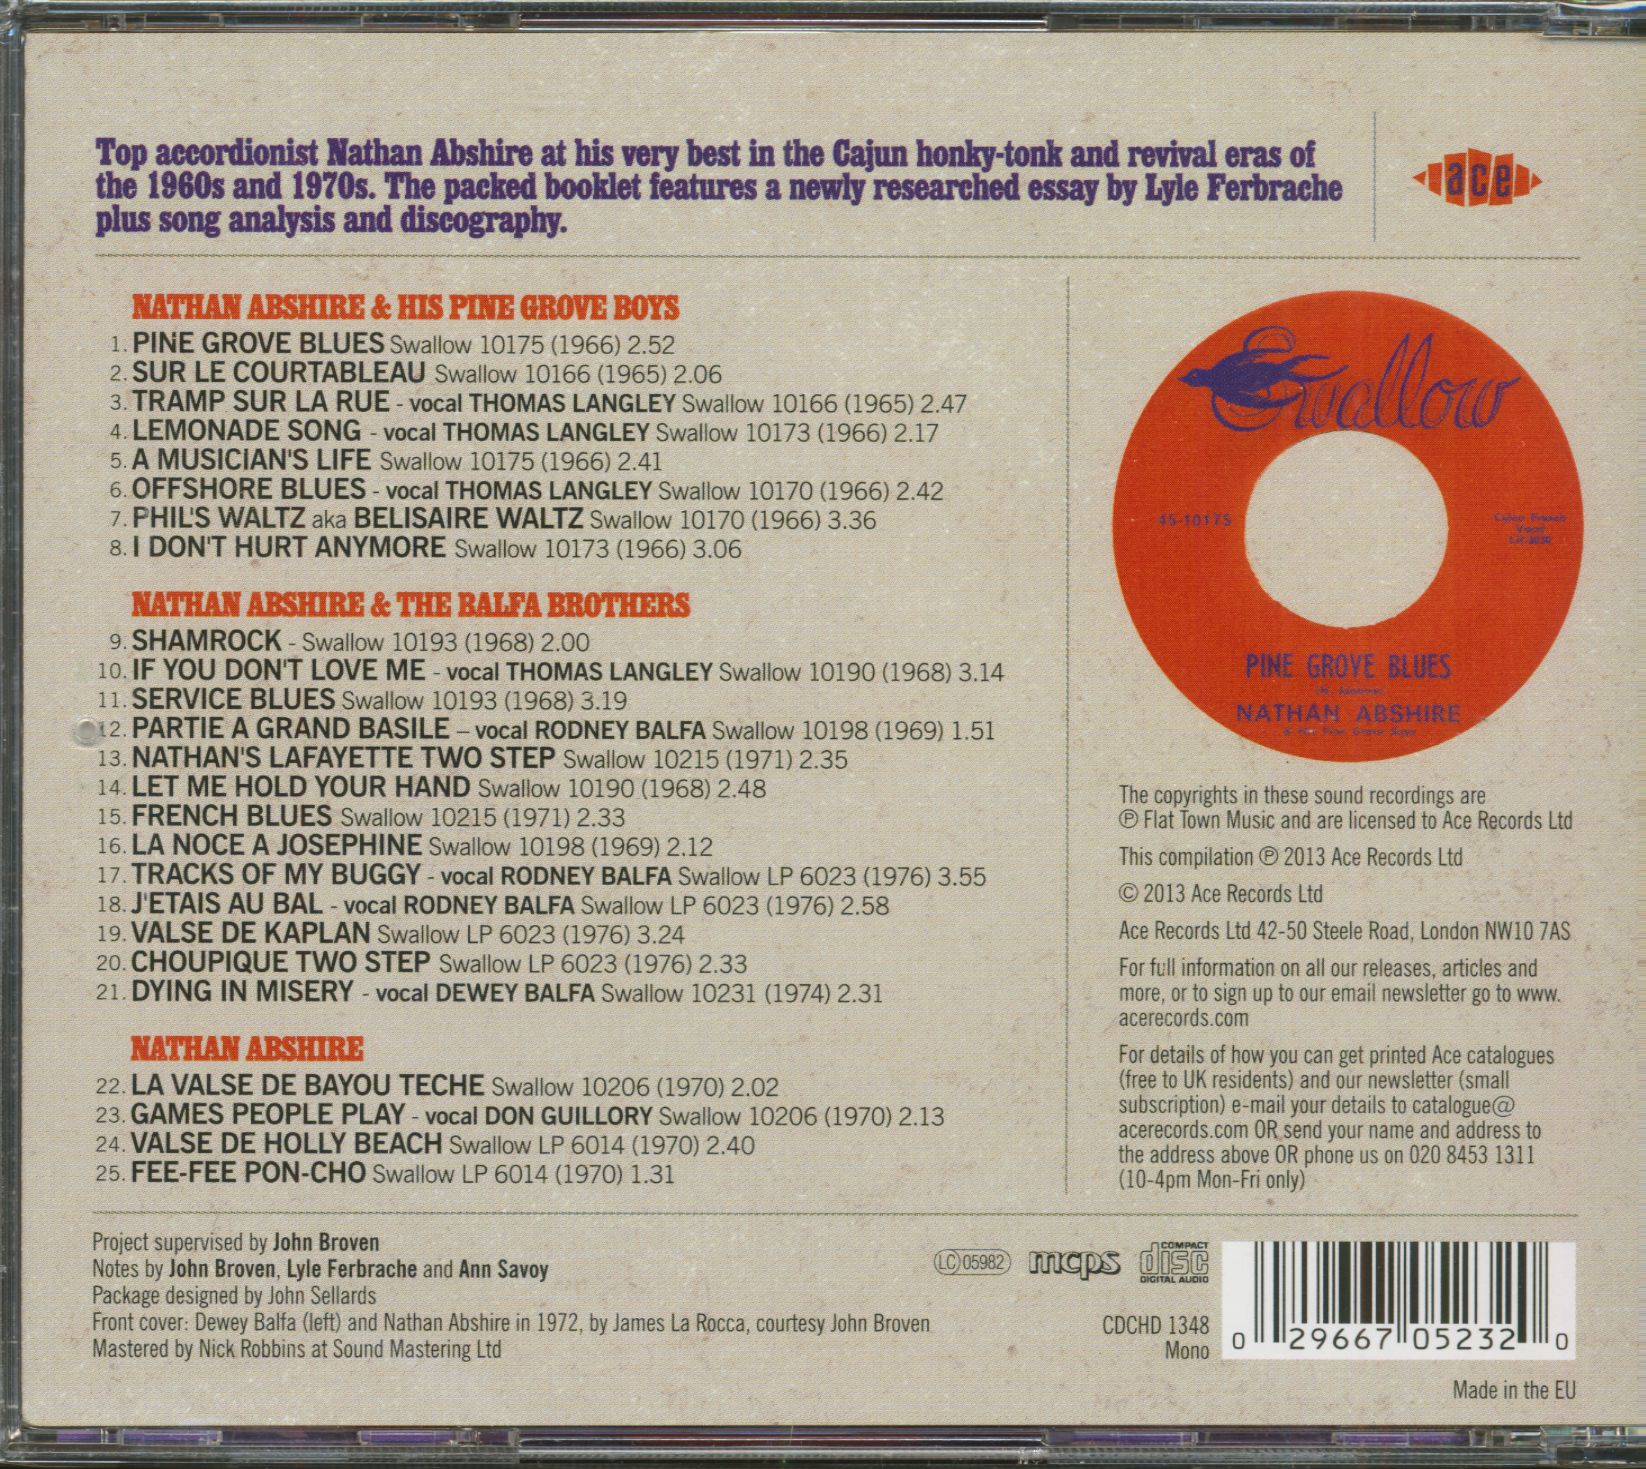 Top accordionist Nathan Abshire at his very best in the Cajun honky-tonk and revival eras of
the 1960s and 1970s. The packed booklet features a newly researched essay by Lyle Ferbrache
plus song analysis and discography.
ace
NATHAN ABSHIRE & HIS PINE GROVE BOYS
1. PINE GROVE BLUES Swallow 10175 (1966) 2.52
2. SUR LE COURTABLEAU Swallow 10166 (1965) 2.06
3. TRAMP SUR LA RUE - vocal THOMAS LANGLEY Swallow 10166 (1965) 2.47
4. LEMONADE SONG - vocal THOMAS LANGLEY Swallow 10173 (1966) 2.17
5. A MUSICIAN'S LIFE Swallow 10175 (1966) 2.41
6. OFFSHORE BLUES - vocal THOMAS LANGLEY Swallow 10170 (1966) 2.42
7. PHIL'S WALTZ aka BELISAIRE WALTZ Swallow 10170 (1966) 3.36
8. I DON'T HURT ANYMORE Swallow 10173 (1966) 3.06
NATHAN ABSHIRE & THE BALFA BROTHERS
9. SHAMROCK - Swallow 10193 (1968) 2.00
10. IF YOU DON'T LOVE ME - vocal THOMAS LANGLEY Swallow 10190 (1968) 3.14
11. SERVICE BLUES Swallow 10193 (1968) 3.19
12. PARTIE A GRAND BASILE – vocal RODNEY BALFA Swallow 10198 (1969) 1.51
13. NATHAN'S LAFAYETTE TWO STEP Swallow 10215 (1971) 2.35
14. LET ME HOLD YOUR HAND Swallow 10190 (1968) 2.48
15. FRENCH BLUES Swallow 10215 (1971) 2.33
16. LA NOCE A JOSEPHINE Swallow 10198 (1969) 2.12
17. TRACKS OF MY BUGGY - vocal RODNEY BALFA Swallow LP 6023 (1976) 3.55
18. J'ETAIS AU BAL - vocal RODNEY BALFA Swallow LP 6023 (1976) 2.58
19. VALSE DE KAPLAN Swallow LP 6023 (1976) 3.24
20. CHOUPIQUE TWO STEP Swallow LP 6023 (1976) 2.33
21. DYING IN MISERY - vocal DEWEY BALFA Swallow 10231 (1974) 2.31
NATHAN ABSHIRE
22. LA VALSE DE BAYOU TECHE Swallow 10206 (1970) 2.02
23. GAMES PEOPLE PLAY - vocal DON GUILLORY Swallow 10206 (1970) 2.13
24. VALSE DE HOLLY BEACH Swallow LP 6014 (1970) 2.40
25. FEE-FEE PON-CHO Swallow LP 6014 (1970) 1.31
Swallow
45-10175
Cajun French
Vocal
PINE GROVE BLUES
NATHAN ABSHIRE
& His Pine Grove Boys
The copyrights in these sound recordings are
℗ Flat Town Music and are licensed to Ace Records Ltd
This compilation ℗ 2013 Ace Records Ltd
© 2013 Ace Records Ltd
Ace Records Ltd 42-50 Steele Road, London NW10 7AS
For full information on all our releases, articles and
more, or to sign up to our email newsletter go to www.
acerecords.com
For details of how you can get printed Ace catalogues
(free to UK residents) and our newsletter (small
subscription) e-mail your details to catalogue@
acerecords.com OR send your name and address to
the address above OR phone us on 020 8453 1311
(10-4pm Mon-Fri only)
Project supervised by John Broven
Notes by John Broven, Lyle Ferbrache and Ann Savoy
Package designed by John Sellards
Front cover: Dewey Balfa (left) and Nathan Abshire in 1972, by James La Rocca, courtesy John Broven
Mastered by Nick Robbins at Sound Mastering Ltd
LC 05982
mcps
COMPACT
disc
DIGITAL AUDIO
CDCHD 1348
Mono
0 29667 05232 0
Made in the EU